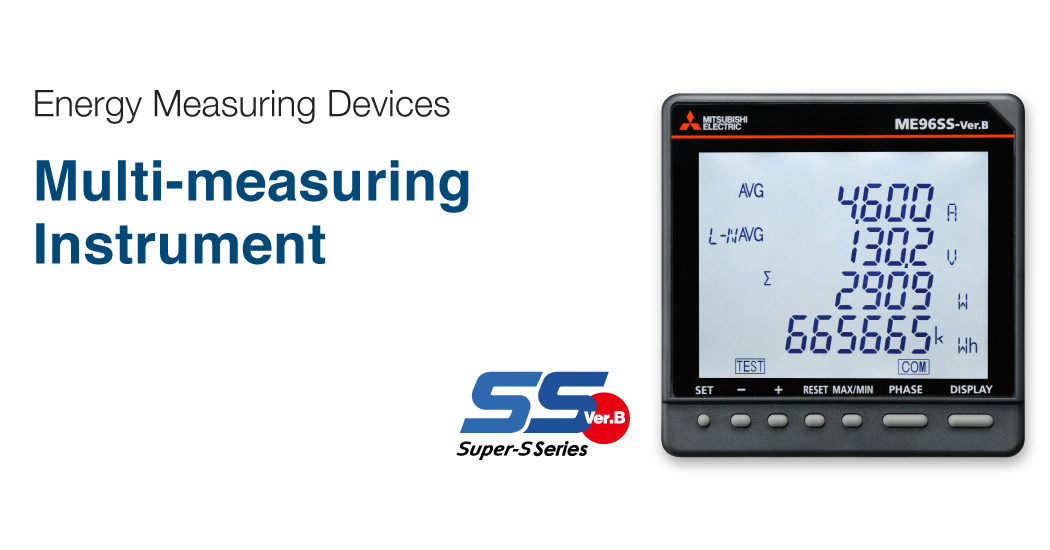 Energy Measuring Devices
Multi-measuring
Instrument
MITSUBISHI
ELECTRIC
ME96SS-Ver.B
AVG 4.600 A
L-N AVG 130.2 V
Σ 2909 W
665665 k Wh
TEST COM
SET − + RESET MAX/MIN PHASE DISPLAY
SS Ver.B
Super-S Series